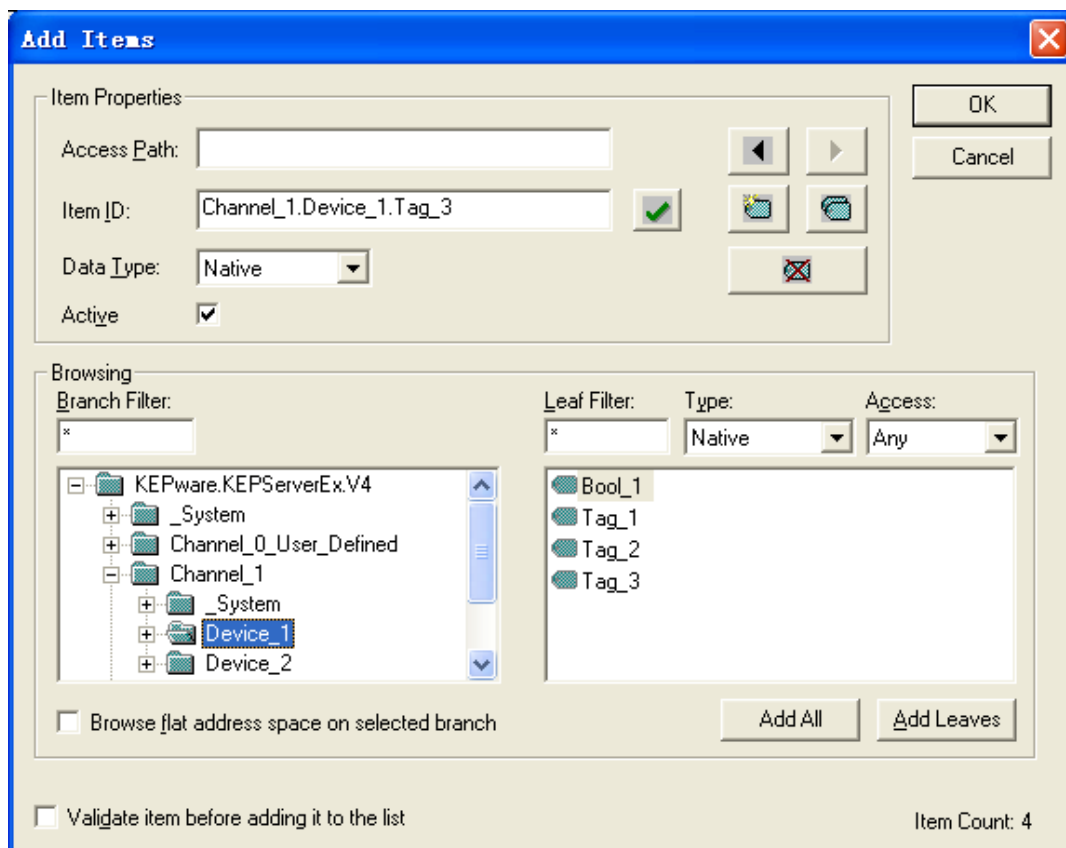 Add Items
Item Properties
OK
Access Path:
Cancel
Item ID: Channel_1.Device_1.Tag_3
Data Type: Native
Active
Browsing
Branch Filter: Leaf Filter: Type: Access:
* * Native Any
KEPware.KEPServerEx.V4 Bool_1
_System Tag_1
Channel_0_User_Defined Tag_2
Channel_1 Tag_3
_System
Device_1
Device_2
Browse flat address space on selected branch Add All Add Leaves
Validate item before adding it to the list Item Count: 4